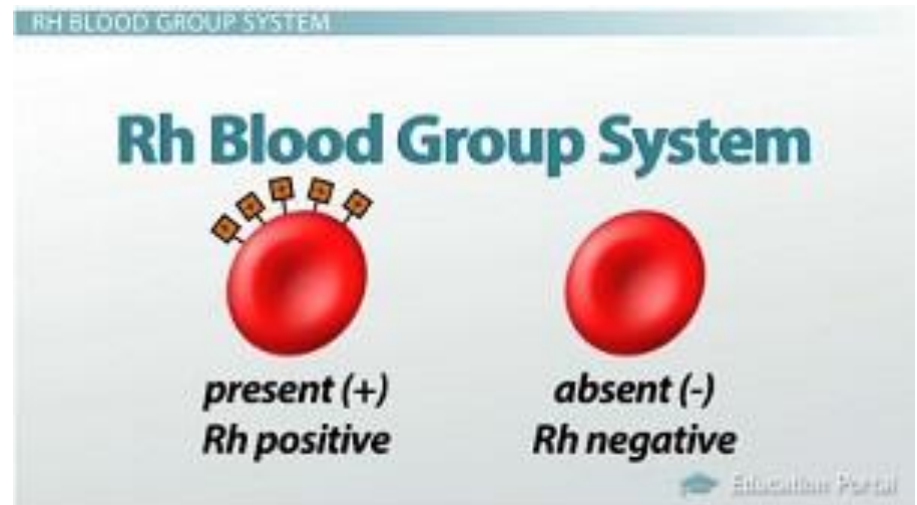 RH BLOOD GROUP SYSTEM
Rh Blood Group System
present (+)
absent (-)
Rh positive
Rh negative
Education Portal